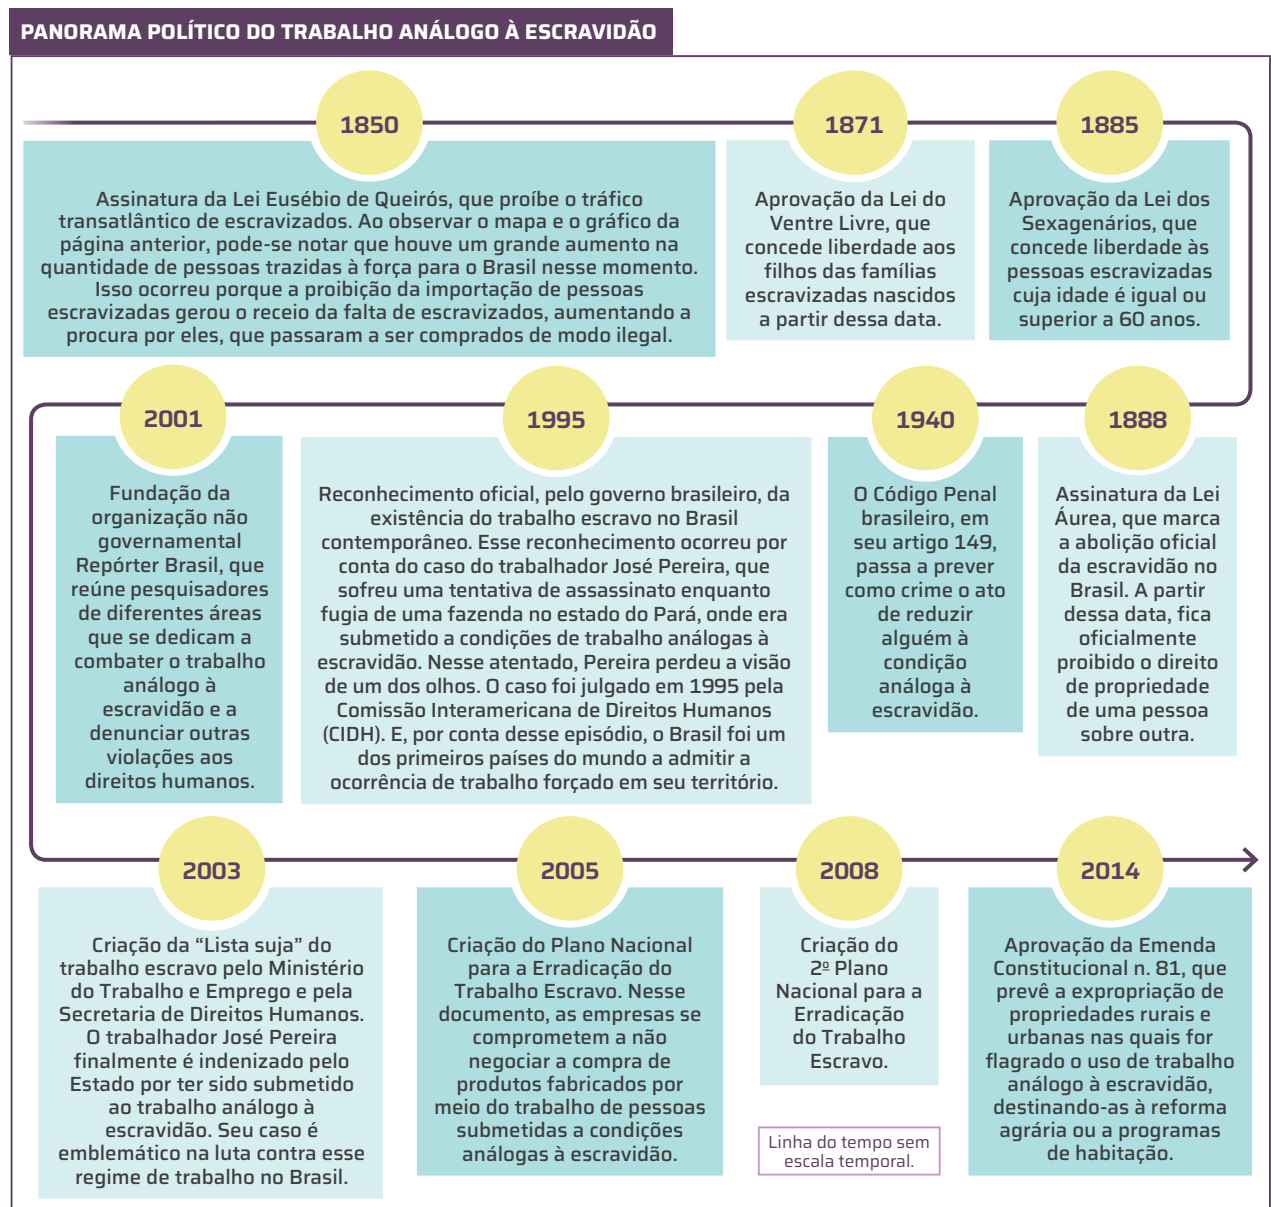 PANORAMA POLÍTICO DO TRABALHO ANÁLOGO À ESCRAVIDÃO
1850
Assinatura da Lei Eusébio de Queirós, que proíbe o tráfico
transatlântico de escravizados. Ao observar o mapa e o gráfico da
página anterior, pode-se notar que houve um grande aumento na
quantidade de pessoas trazidas à força para o Brasil nesse momento.
Isso ocorreu porque a proibição da importação de pessoas
escravizadas gerou o receio da falta de escravizados, aumentando a
procura por eles, que passaram a ser comprados de modo ilegal.
1871
Aprovação da Lei do
Ventre Livre, que
concede liberdade aos
filhos das famílias
escravizadas nascidos
a partir dessa data.
1885
Aprovação da Lei dos
Sexagenários, que
concede liberdade às
pessoas escravizadas
cuja idade é igual ou
superior a 60 anos.
1888
Assinatura da Lei
Áurea, que marca
a abolição oficial
da escravidão no
Brasil. A partir
dessa data, fica
oficialmente
proibido o direito
de propriedade
de uma pessoa
sobre outra.
1940
O Código Penal
brasileiro, em
seu artigo 149,
passa a prever
como crime o ato
de reduzir
alguém à
condição
análoga à
escravidão.
1995
Reconhecimento oficial, pelo governo brasileiro, da
existência do trabalho escravo no Brasil
contemporâneo. Esse reconhecimento ocorreu por
conta do caso do trabalhador José Pereira, que
sofreu uma tentativa de assassinato enquanto
fugia de uma fazenda no estado do Pará, onde era
submetido a condições de trabalho análogas à
escravidão. Nesse atentado, Pereira perdeu a visão
de um dos olhos. O caso foi julgado em 1995 pela
Comissão Interamericana de Direitos Humanos
(CIDH). E, por conta desse episódio, o Brasil foi um
dos primeiros países do mundo a admitir a
ocorrência de trabalho forçado em seu território.
2001
Fundação da
organização não
governamental
Repórter Brasil, que
reúne pesquisadores
de diferentes áreas
que se dedicam a
combater o trabalho
análogo à
escravidão e a
denunciar outras
violações aos
direitos humanos.
2003
Criação da “Lista suja” do
trabalho escravo pelo Ministério
do Trabalho e Emprego e pela
Secretaria de Direitos Humanos.
O trabalhador José Pereira
finalmente é indenizado pelo
Estado por ter sido submetido
ao trabalho análogo à
escravidão. Seu caso é
emblemático na luta contra esse
regime de trabalho no Brasil.
2005
Criação do Plano Nacional
para a Erradicação do
Trabalho Escravo. Nesse
documento, as empresas se
comprometem a não
negociar a compra de
produtos fabricados por
meio do trabalho de pessoas
submetidas a condições
análogas à escravidão.
2008
Criação do
2º Plano
Nacional para a
Erradicação
do Trabalho
Escravo.
2014
Aprovação da Emenda
Constitucional n. 81, que
prevê a expropriação de
propriedades rurais e
urbanas nas quais for
flagrado o uso de trabalho
análogo à escravidão,
destinando-as à reforma
agrária ou a programas
de habitação.
Linha do tempo sem
escala temporal.